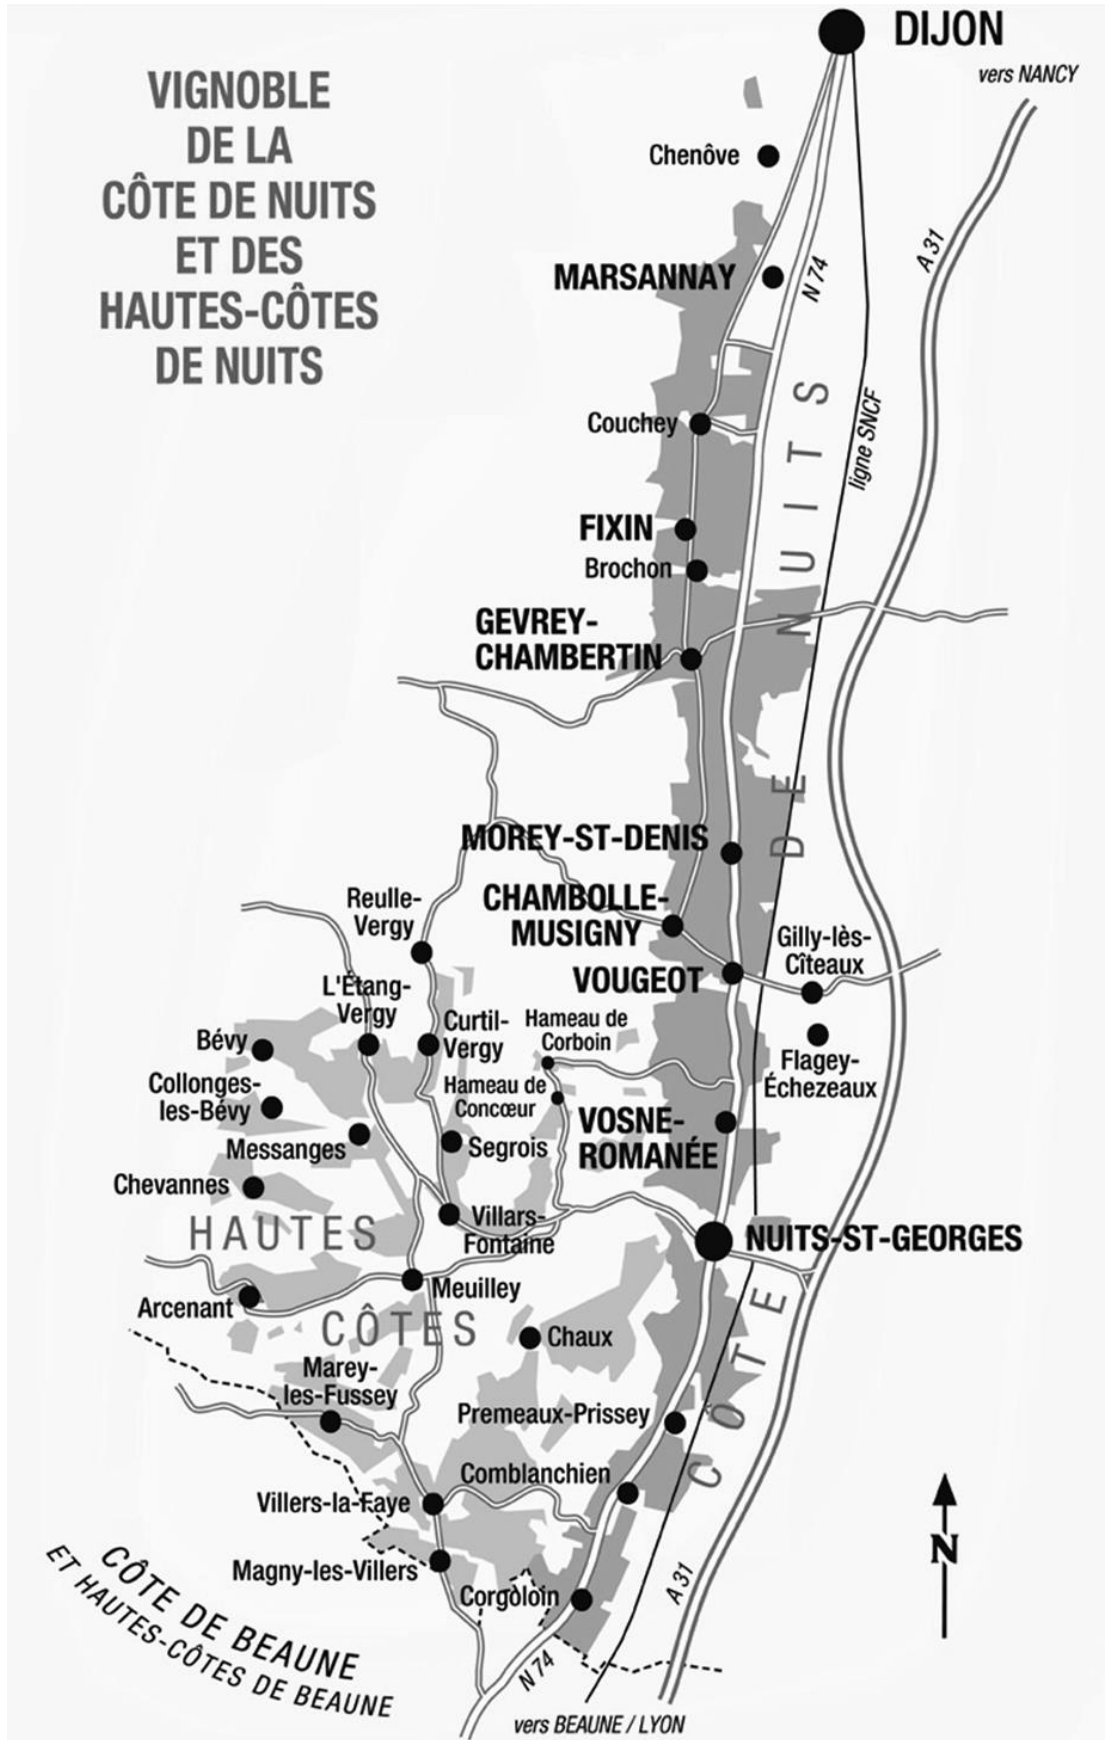 DIJON
vers NANCY
VIGNOBLE
DE LA
CÔTE DE NUITS
ET DES
HAUTES-CÔTES
DE NUITS
Chenôve
A 31
MARSANNAY
N 74
Couchey
ligne SNCF
FIXIN
Brochon
GEVREY-
CHAMBERTIN
MOREY-ST-DENIS
Reulle-
Vergy
CHAMBOLLE-
MUSIGNY
Gilly-lès-
Cîteaux
VOUGEOT
L'Étang-
Vergy
Curtil-
Vergy
Hameau de
Corboin
Bévy
Flagey-
Échezeaux
Collonges-
les-Bévy
Hameau de
Concœur
VOSNE-
ROMANÉE
Messanges
Segrois
Chevannes
Villars-
Fontaine
NUITS-ST-GEORGES
HAUTES
CÔTES
Meuilley
Arcenant
Chaux
Marey-
les-Fussey
Premeaux-Prissey
CÔTE DE NUITS
Comblanchien
Villers-la-Faye
Magny-les-Villers
Corgoloin
N
A 31
CÔTE DE BEAUNE
ET HAUTES-CÔTES DE BEAUNE
N 74
vers BEAUNE / LYON